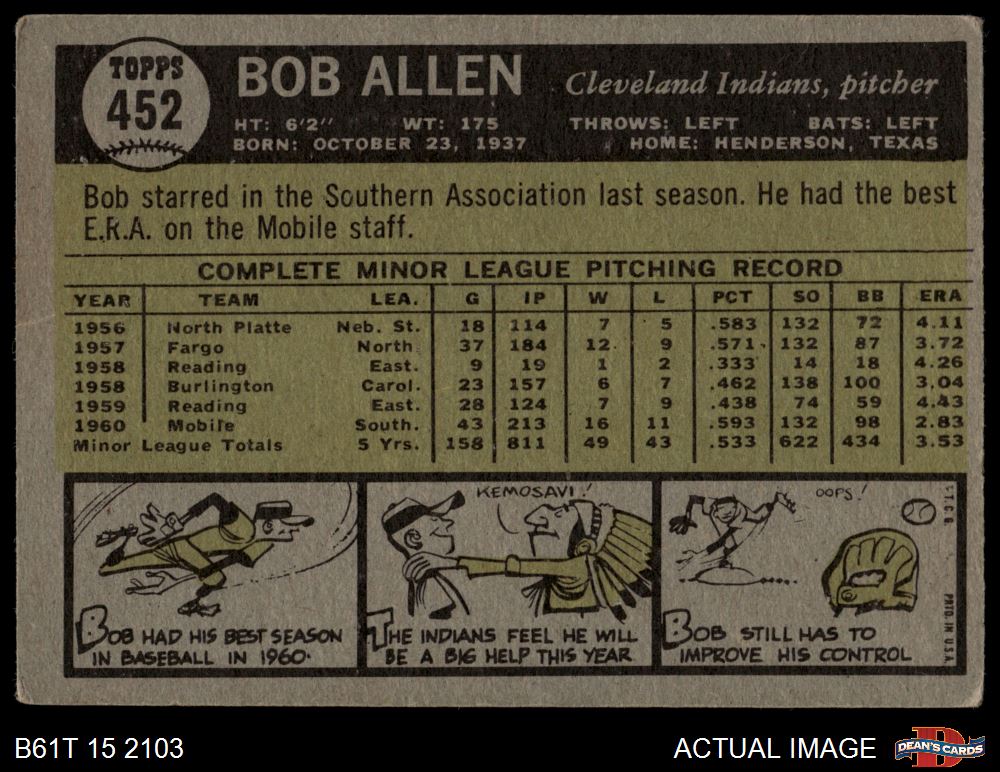 TOPPS
452
BOB ALLEN
Cleveland Indians, pitcher
HT: 6'2" WT: 175 THROWS: LEFT BATS: LEFT
BORN: OCTOBER 23, 1937 HOME: HENDERSON, TEXAS
Bob starred in the Southern Association last season. He had the best
E.R.A. on the Mobile staff.
COMPLETE MINOR LEAGUE PITCHING RECORD
YEAR TEAM LEA. G IP W L PCT SO BB ERA
1956 North Platte Neb. St. 18 114 7 5 .583 132 72 4.11
1957 Fargo North 37 184 12 9 .571 132 87 3.72
1958 Reading East. 9 19 1 2 .333 14 18 4.26
1958 Burlington Carol. 23 157 6 7 .462 138 100 3.04
1959 Reading East. 28 124 7 9 .438 74 59 4.43
1960 Mobile South. 43 213 16 11 .593 132 98 2.83
Minor League Totals 5 Yrs. 158 811 49 43 .533 622 434 3.53
BOB HAD HIS BEST SEASON
IN BASEBALL IN 1960.
KEMOSAVI!
THE INDIANS FEEL HE WILL
BE A BIG HELP THIS YEAR
OOPS!
BOB STILL HAS TO
IMPROVE HIS CONTROL
©T.C.G.
PRTD. IN U.S.A.
B61T 15 2103
ACTUAL IMAGE
D
DEAN'S CARDS